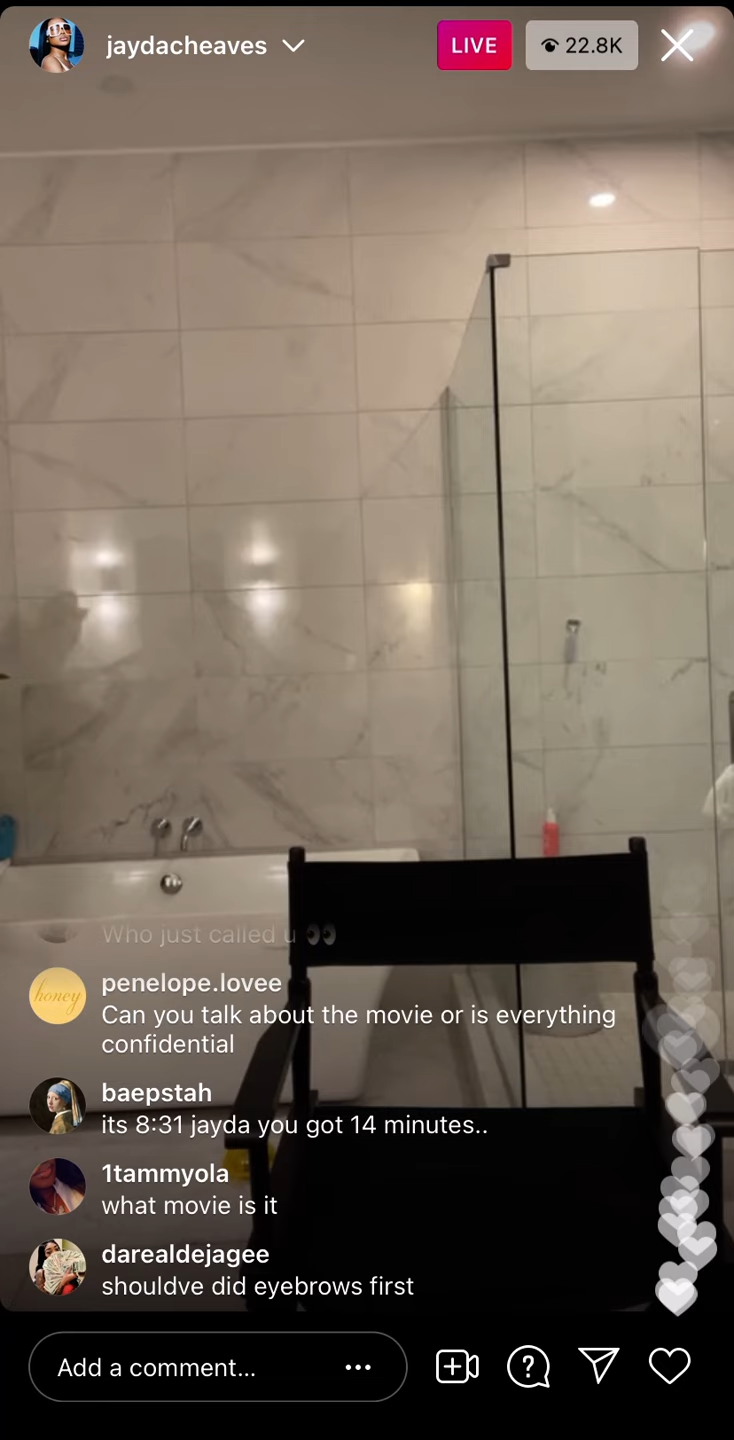 jaydacheaves
LIVE
22.8K
Who just called u 👀
honey
penelope.lovee
Can you talk about the movie or is everything
confidential
baepstah
its 8:31 jayda you got 14 minutes..
1tammyola
what movie is it
darealdejagee
shouldve did eyebrows first
Add a comment...